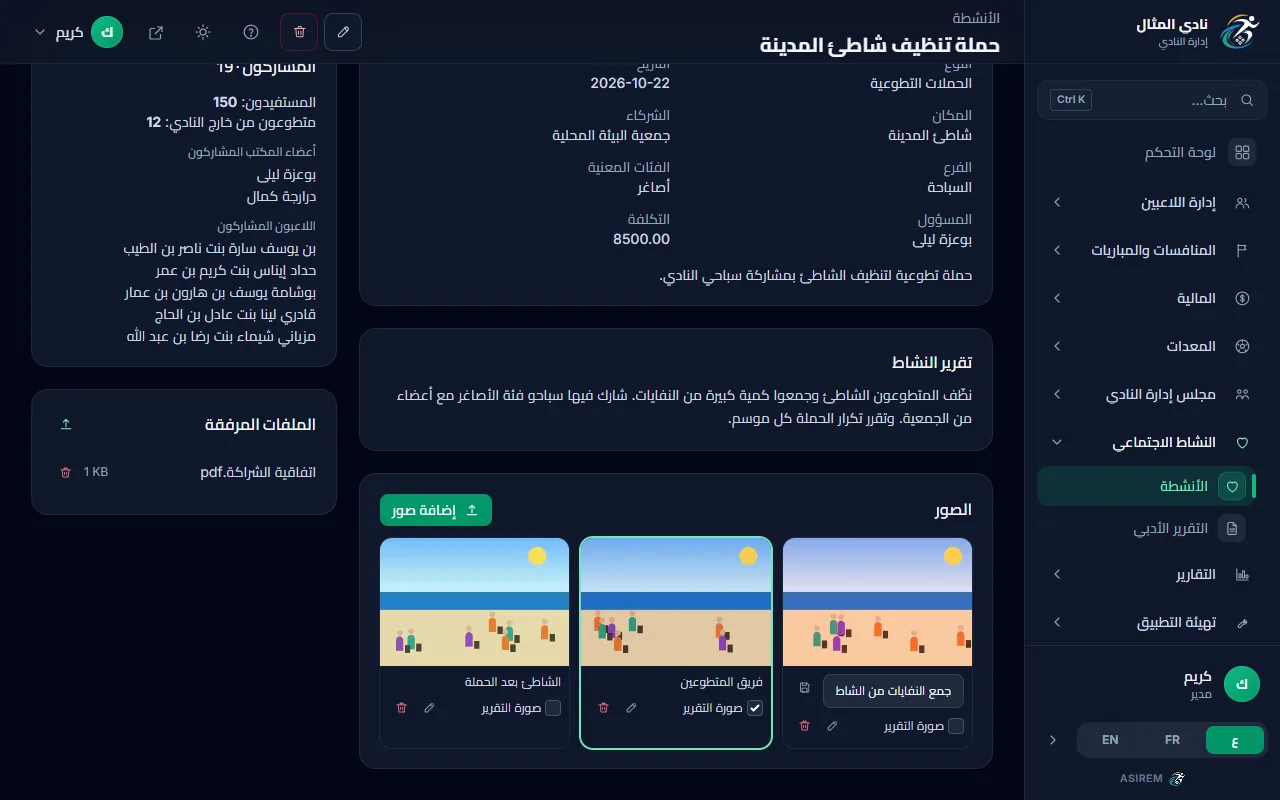 نادي المثال
إدارة النادي
بحث...
Ctrl K
لوحة التحكم
إدارة اللاعبين
المنافسات والمباريات
المالية
المعدات
مجلس إدارة النادي
النشاط الاجتماعي
الأنشطة
التقرير الأدبي
التقارير
تهيئة التطبيق
ك
كريم
مدير
ع
FR
EN
ASIREM
الأنشطة
حملة تنظيف شاطئ المدينة
ك
كريم
النوع
الحملات التطوعية
التاريخ
2026-10-22
المكان
شاطئ المدينة
الشركاء
جمعية البيئة المحلية
الفرع
السباحة
الفئات المعنية
أصاغر
المسؤول
بوعزة ليلى
التكلفة
8500.00
حملة تطوعية لتنظيف الشاطئ بمشاركة سباحي النادي.
تقرير النشاط
نظّف المتطوعون الشاطئ وجمعوا كمية كبيرة من النفايات. شارك فيها سباحو فئة الأصاغر مع أعضاء
من الجمعية. وتقرر تكرار الحملة كل موسم.
الصور
إضافة صور
جمع النفايات من الشاط
صورة التقرير
فريق المتطوعين
صورة التقرير
الشاطئ بعد الحملة
صورة التقرير
المشاركون · 19
المستفيدون: 150
متطوعون من خارج النادي: 12
أعضاء المكتب المشاركون
بوعزة ليلى
درارجة كمال
اللاعبون المشاركون
بن يوسف سارة بنت ناصر بن الطيب
حداد إيناس بنت كريم بن عمر
بوشامة يوسف بن هارون بن عمار
قادري لينا بنت عادل بن الحاج
مزياني شيماء بنت رضا بن عبد الله
الملفات المرفقة
اتفاقية الشراكة.pdf
1 KB